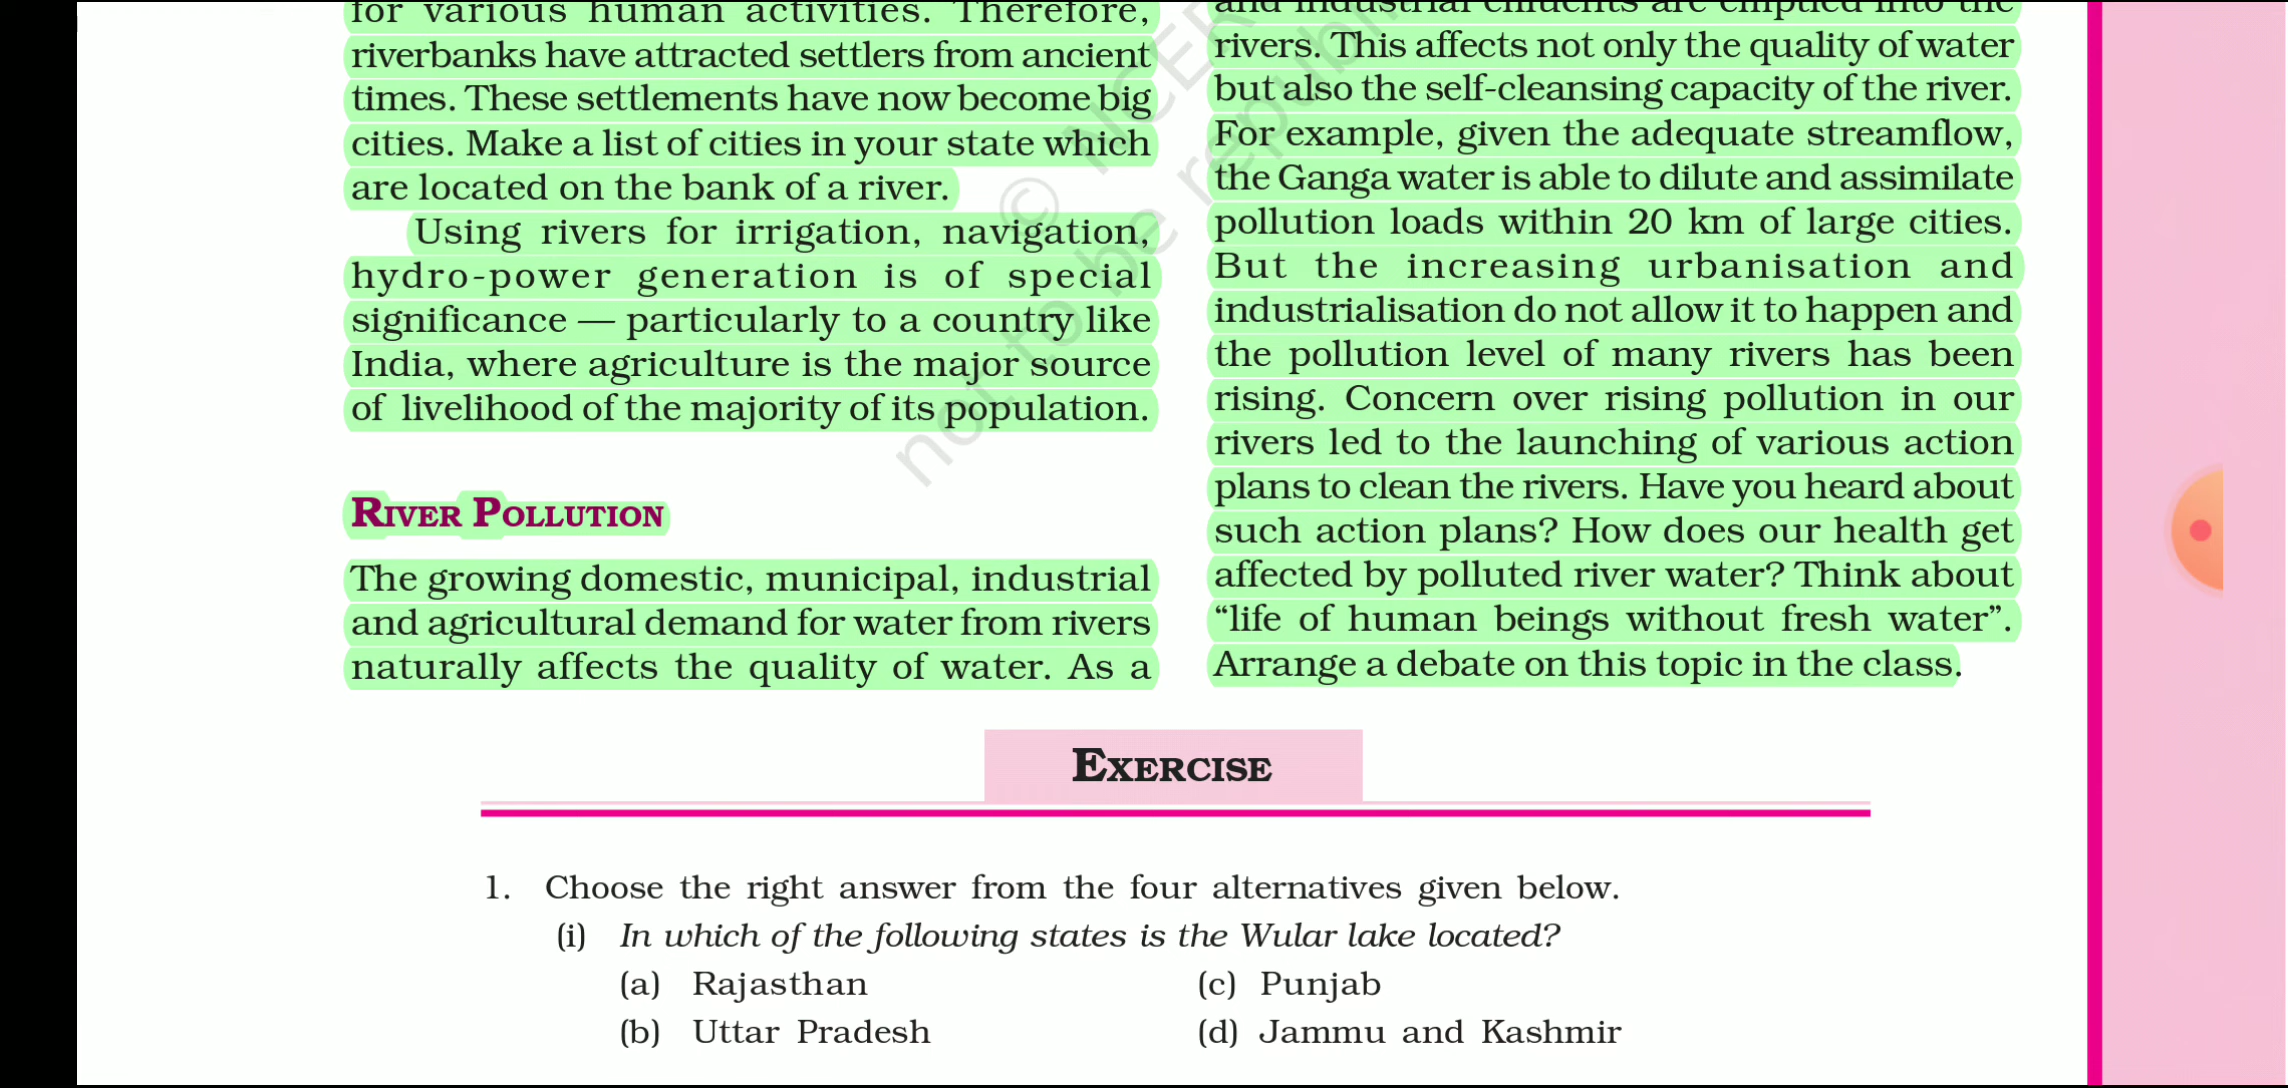 for various human activities. Therefore,
riverbanks have attracted settlers from ancient
times. These settlements have now become big
cities. Make a list of cities in your state which
are located on the bank of a river.
Using rivers for irrigation, navigation,
hydro-power generation is of special
significance — particularly to a country like
India, where agriculture is the major source
of livelihood of the majority of its population.
RIVER POLLUTION
The growing domestic, municipal, industrial
and agricultural demand for water from rivers
naturally affects the quality of water. As a
and industrial effluents are emptied into the
rivers. This affects not only the quality of water
but also the self-cleansing capacity of the river.
For example, given the adequate streamflow,
the Ganga water is able to dilute and assimilate
pollution loads within 20 km of large cities.
But the increasing urbanisation and
industrialisation do not allow it to happen and
the pollution level of many rivers has been
rising. Concern over rising pollution in our
rivers led to the launching of various action
plans to clean the rivers. Have you heard about
such action plans? How does our health get
affected by polluted river water? Think about
“life of human beings without fresh water”.
Arrange a debate on this topic in the class.
© NCER
not to be republi
EXERCISE
1. Choose the right answer from the four alternatives given below.
(i) In which of the following states is the Wular lake located?
(a) Rajasthan (c) Punjab
(b) Uttar Pradesh (d) Jammu and Kashmir